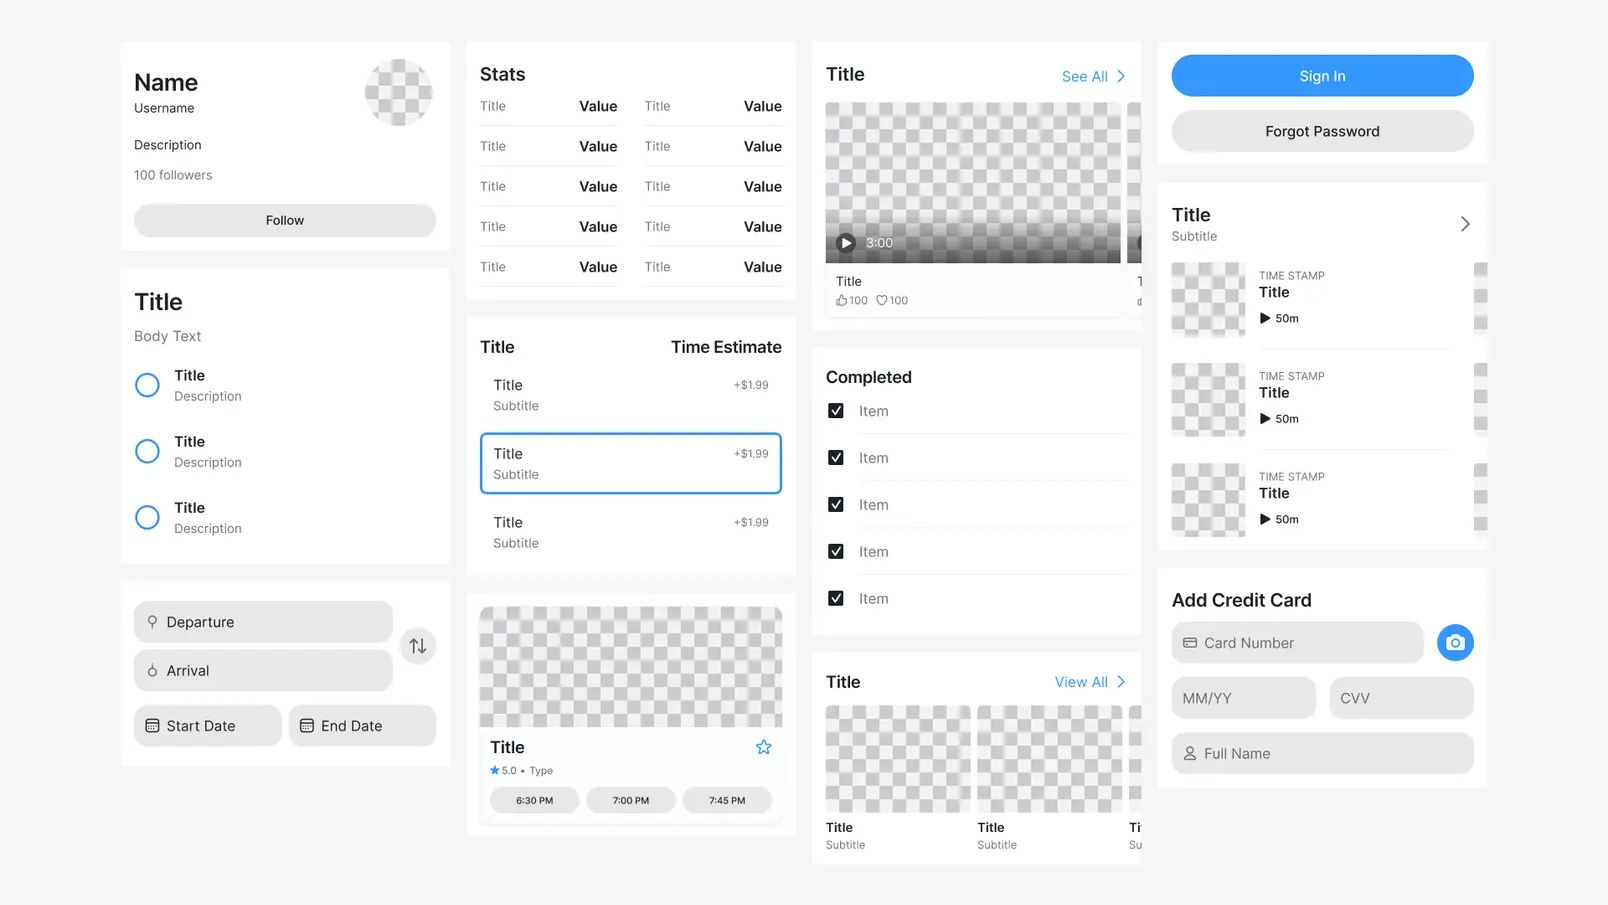 Name
Username
Description
100 followers
Follow
Title
Body Text
Title
Description
Title
Description
Title
Description
Departure
Arrival
Start Date End Date
Stats
Title Value Title Value
Title Value Title Value
Title Value Title Value
Title Value Title Value
Title Value Title Value
Title Time Estimate
Title +$1.99
Subtitle
Title +$1.99
Subtitle
Title +$1.99
Subtitle
Title
5.0 • Type
6:30 PM 7:00 PM 7:45 PM
Title See All
3:00
Title
100 100
Completed
Item
Item
Item
Item
Item
Title View All
Title Title Ti
Subtitle Subtitle Su
Sign In
Forgot Password
Title
Subtitle
TIME STAMP
Title
50m
TIME STAMP
Title
50m
TIME STAMP
Title
50m
Add Credit Card
Card Number
MM/YY CVV
Full Name